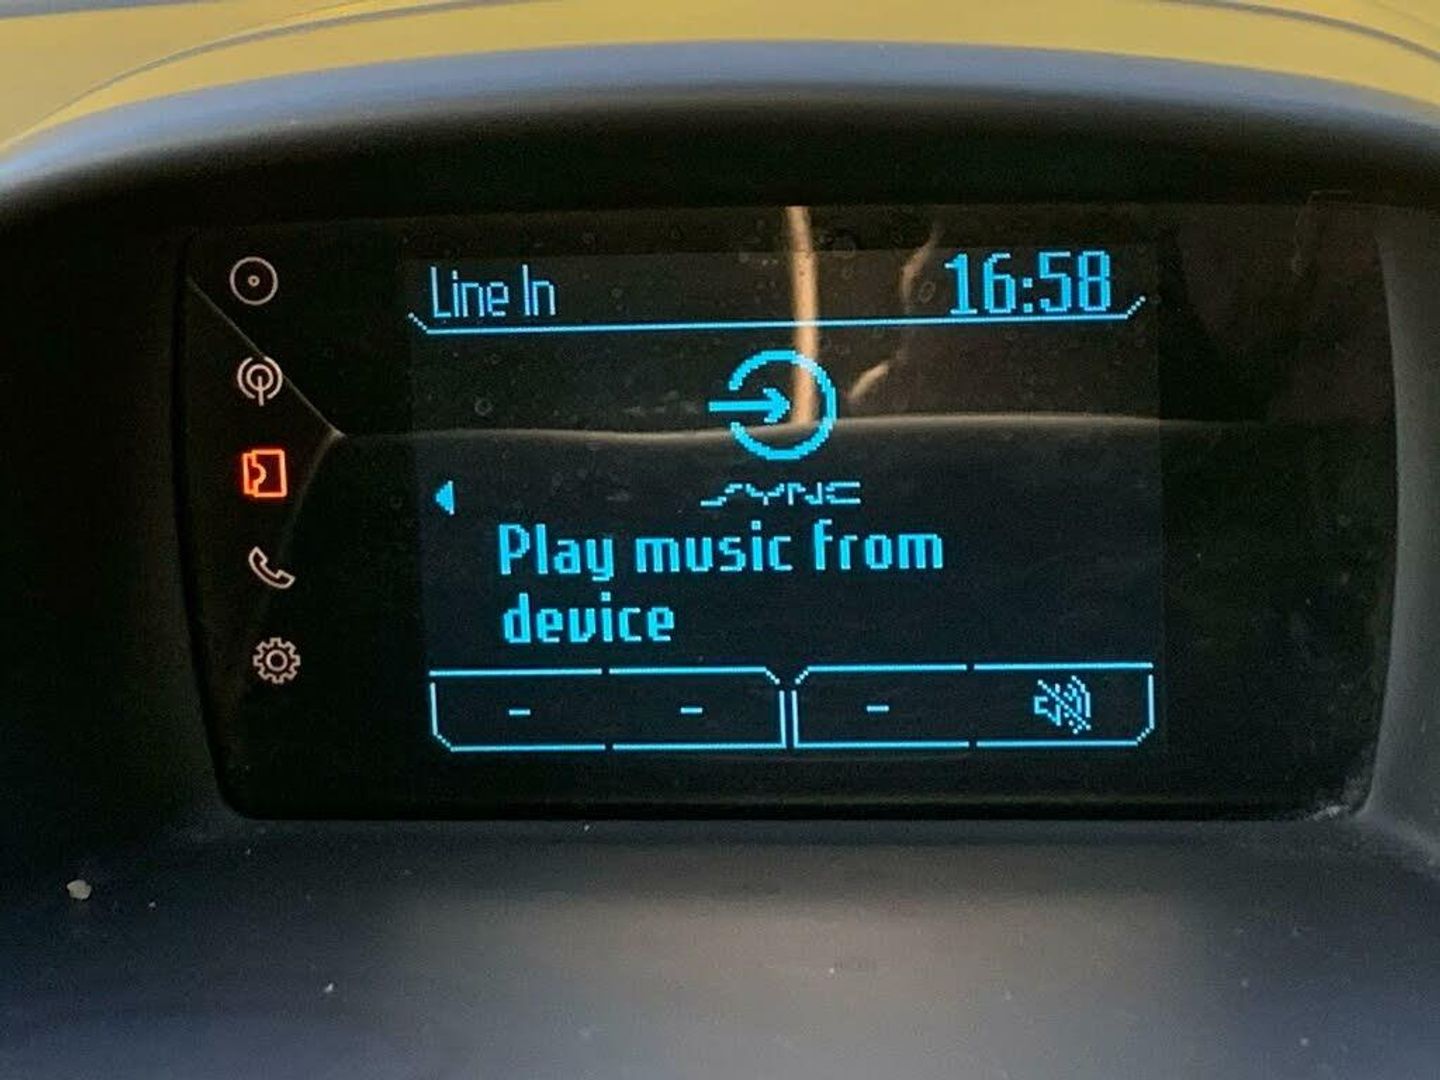 Line In 16:58
SYNC
Play music from
device
- - -